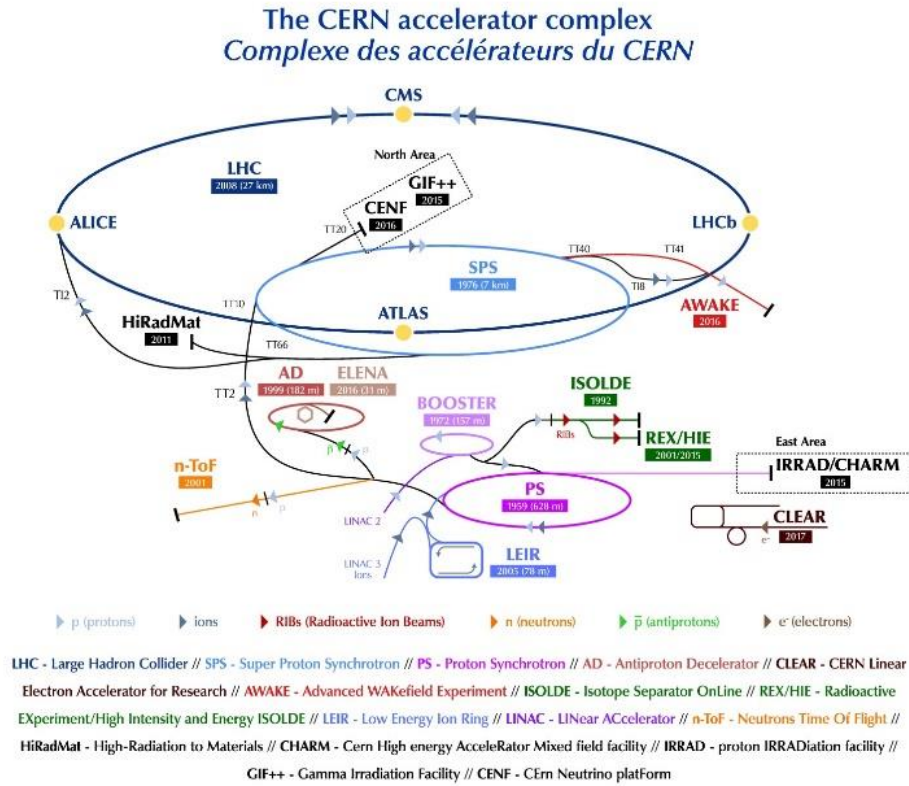 The CERN accelerator complex
Complexe des accélérateurs du CERN
CMS
North Area
LHC
2008 (27 km)
GIF++
2015
CENF
2016
ALICE
LHCb
TT20
TT40
TT41
SPS
1976 (7 km)
TI2
TT10
TI8
ATLAS
AWAKE
2016
HiRadMat
2011
TT66
AD
1999 (182 m)
ELENA
2016 (31 m)
TT2
BOOSTER
1972 (157 m)
ISOLDE
1992
RIBs
REX/HIE
2001/2015
East Area
IRRAD/CHARM
2015
p̅
p
n-ToF
2001
n
p
LINAC 2
PS
1959 (628 m)
CLEAR
2017
e⁻
LINAC 3
Ions
LEIR
2005 (78 m)
p (protons) ions RIBs (Radioactive Ion Beams) n (neutrons) p̅ (antiprotons) e⁻ (electrons)
LHC - Large Hadron Collider // SPS - Super Proton Synchrotron // PS - Proton Synchrotron // AD - Antiproton Decelerator // CLEAR - CERN Linear
Electron Accelerator for Research // AWAKE - Advanced WAKefield Experiment // ISOLDE - Isotope Separator OnLine // REX/HIE - Radioactive
EXperiment/High Intensity and Energy ISOLDE // LEIR - Low Energy Ion Ring // LINAC - LINear ACcelerator // n-ToF - Neutrons Time Of Flight //
HiRadMat - High-Radiation to Materials // CHARM - Cern High energy AcceleRator Mixed field facility // IRRAD - proton IRRADiation facility //
GIF++ - Gamma Irradiation Facility // CENF - CErn Neutrino platForm